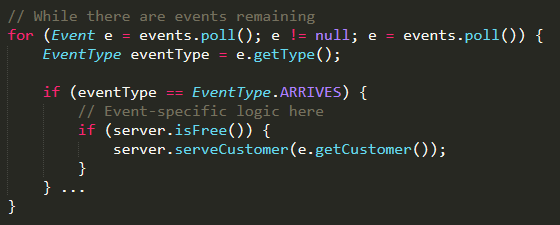 // While there are events remaining
for (Event e = events.poll(); e != null; e = events.poll()) {
    EventType eventType = e.getType();

    if (eventType == EventType.ARRIVES) {
        // Event-specific logic here
        if (server.isFree()) {
            server.serveCustomer(e.getCustomer());
        }
    } ...
}